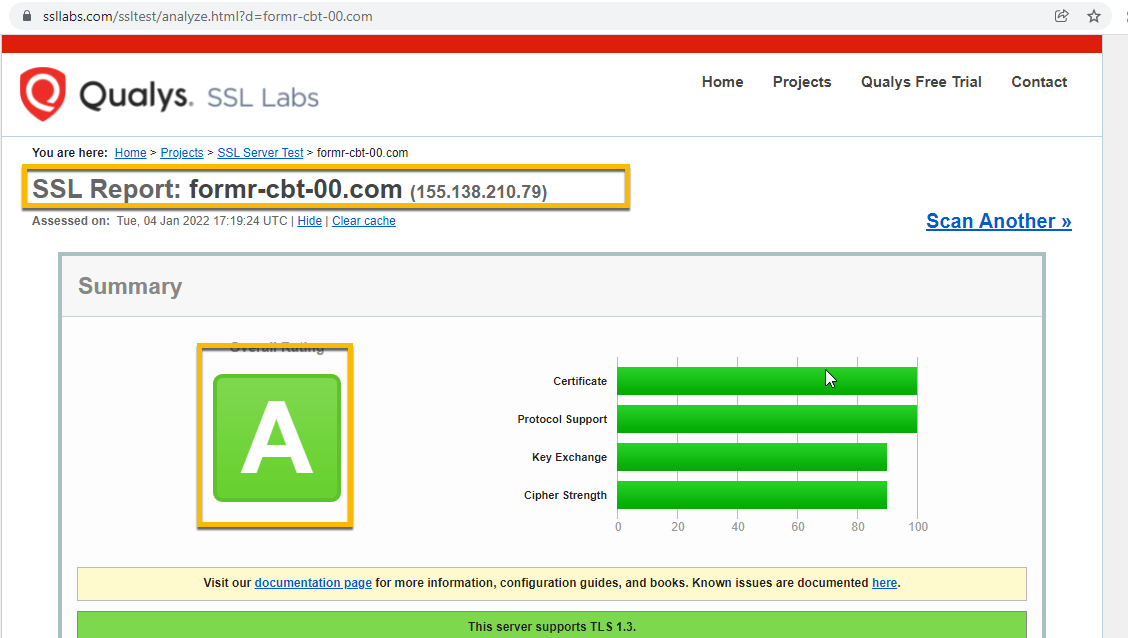 ssllabs.com/ssltest/analyze.html?d=formr-cbt-00.com
Qualys. SSL Labs
Home Projects Qualys Free Trial Contact
You are here: Home > Projects > SSL Server Test > formr-cbt-00.com
SSL Report: formr-cbt-00.com (155.138.210.79)
Assessed on: Tue, 04 Jan 2022 17:19:24 UTC | Hide | Clear cache
Scan Another »
Summary
Overall Rating
A
Certificate
Protocol Support
Key Exchange
Cipher Strength
0 20 40 60 80 100
Visit our documentation page for more information, configuration guides, and books. Known issues are documented here.
This server supports TLS 1.3.